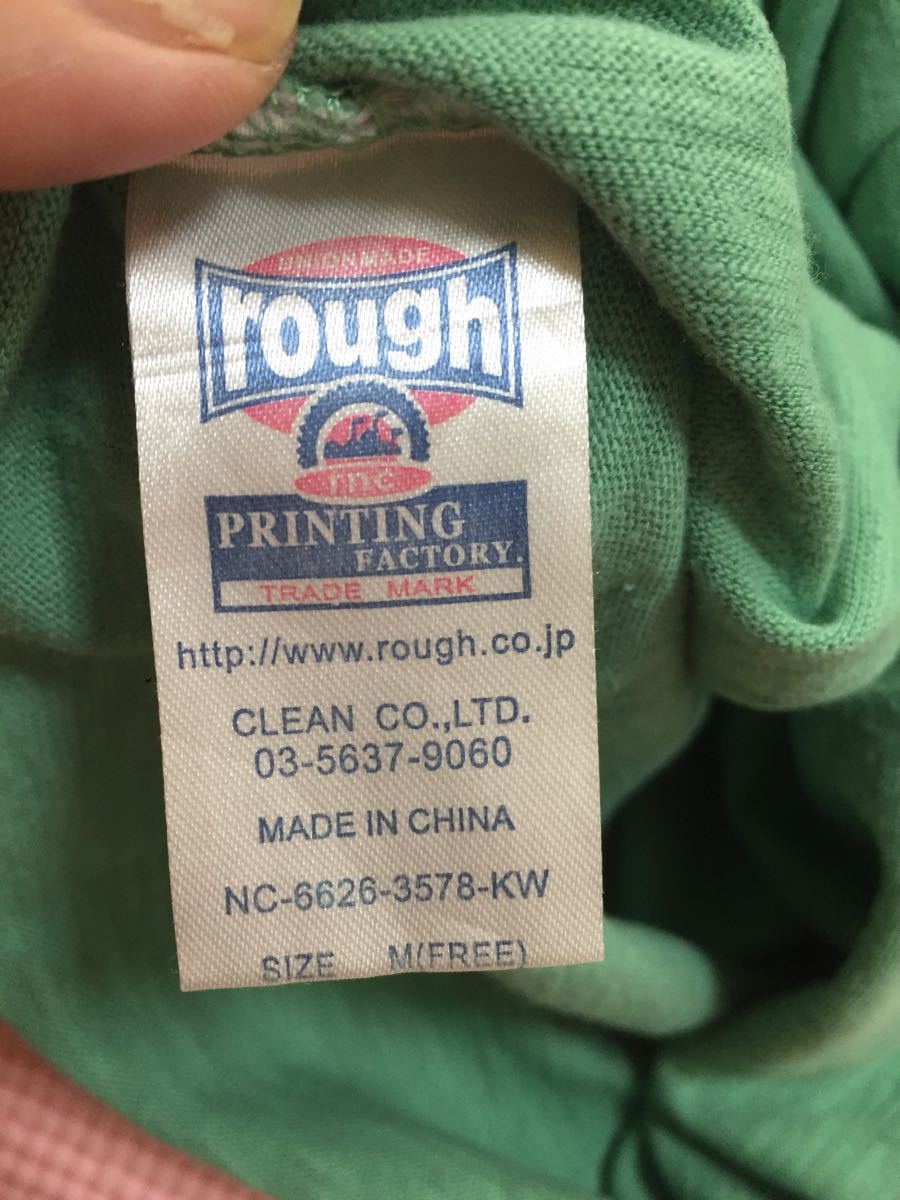 UNIONMADE
rough
inc
PRINTING
FACTORY.
TRADE MARK
http://www.rough.co.jp
CLEAN CO.,LTD.
03-5637-9060
MADE IN CHINA
NC-6626-3578-KW
SIZE M(FREE)